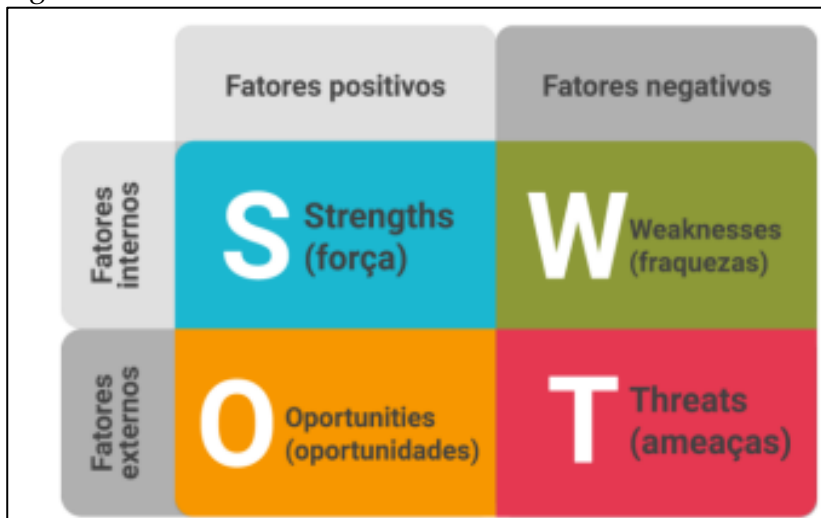 Fatores positivos
Fatores negativos
Fatores
internos
S
Strengths
(força)
W
Weaknesses
(fraquezas)
Fatores
externos
O
Oportunities
(oportunidades)
T
Threats
(ameaças)